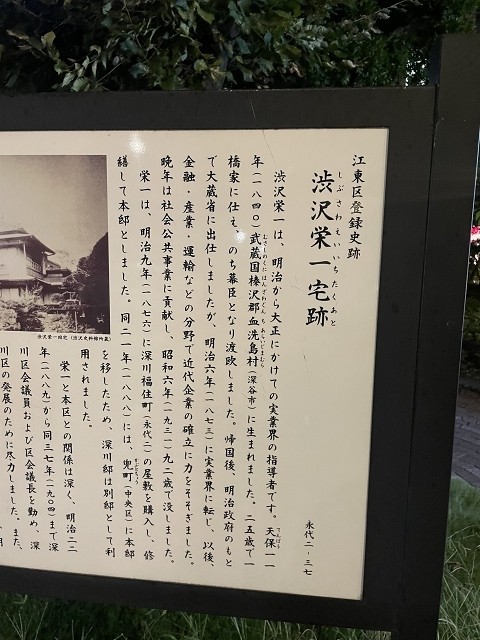 江東区登録史跡
渋沢栄一宅跡
しぶさわえいいちたくあと
永代二-三七
渋沢栄一は、明治から大正にかけての実業界の指導者です。天保一一
年(一八四〇)武蔵国榛沢郡血洗島村(深谷市)に生まれました。二五歳で一
橋家に仕え、のち幕臣となり渡欧しました。帰国後、明治政府のもと
で大蔵省に出仕しましたが、明治六年(一八七三)に実業界に転じ、以後、
金融・産業・運輸などの分野で近代企業の確立に力をそそぎました。
晩年は社会公共事業に貢献し、昭和六年(一九三一)九二歳で没しました。
栄一は、明治九年(一八七六)に深川福住町(永代二)の屋敷を購入し、修
繕して本邸としました。同二一年(一八八八)には、兜町(中央区)に本邸
を移したため、深川邸は別邸として利
用されました。
栄一と本区との関係は深く、明治二二
年(一八八九)から同三七年(一九〇四)まで深
川区会議員および区会議長を勤め、深
川区の発展のために尽力しました。また、
渋沢栄一旧宅(渋沢史料館所蔵)